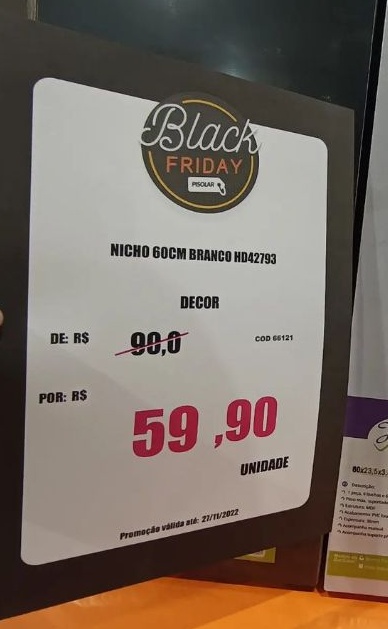 Black
FRIDAY
PISOLAR
NICHO 60CM BRANCO HD42793
DECOR
DE: R$ 90,0 COD 66121
POR: R$
59 ,90
UNIDADE
Promoção válida até: 27/11/2022
Descrição: